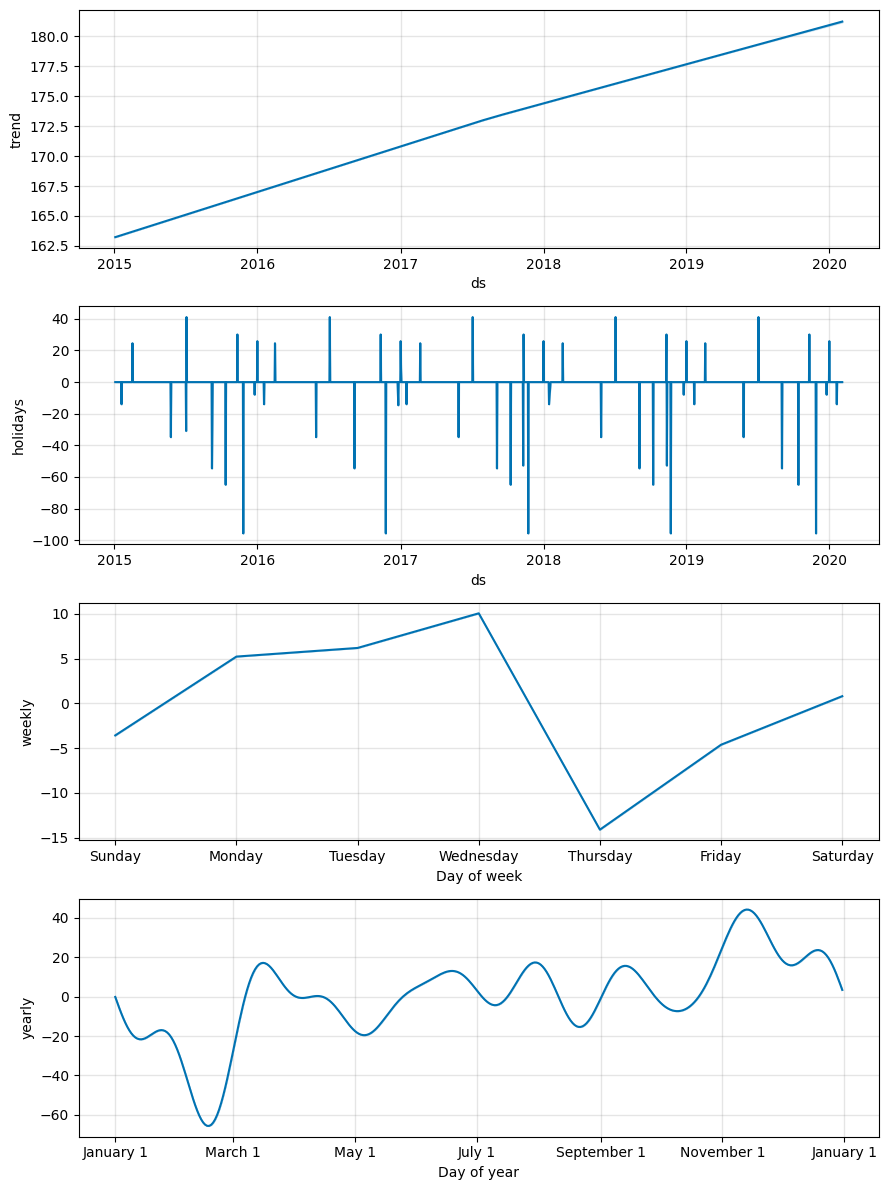 180.0
177.5
175.0
172.5
170.0
167.5
165.0
162.5
trend
2015 2016 2017 2018 2019 2020
ds
40
20
0
−20
−40
−60
−80
−100
holidays
2015 2016 2017 2018 2019 2020
ds
10
5
0
−5
−10
−15
weekly
Sunday Monday Tuesday Wednesday Thursday Friday Saturday
Day of week
40
20
0
−20
−40
−60
yearly
January 1 March 1 May 1 July 1 September 1 November 1 January 1
Day of year